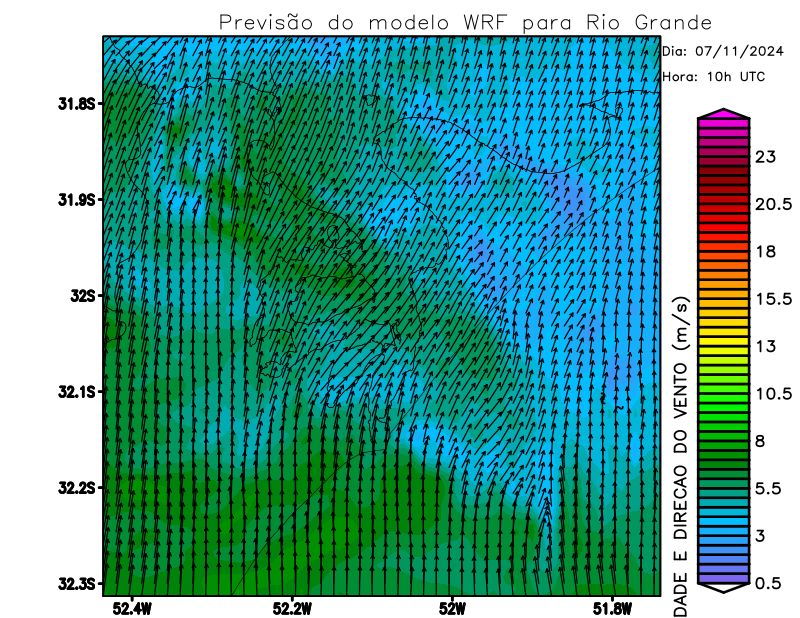 Previsão do modelo WRF para Rio Grande
Dia: 07/11/2024
Hora: 10h UTC
31.8S
31.9S
32S
32.1S
32.2S
32.3S
52.4W
52.2W
52W
51.8W
23
20.5
18
15.5
13
10.5
8
5.5
3
0.5
DADE E DIRECAO DO VENTO (m/s)